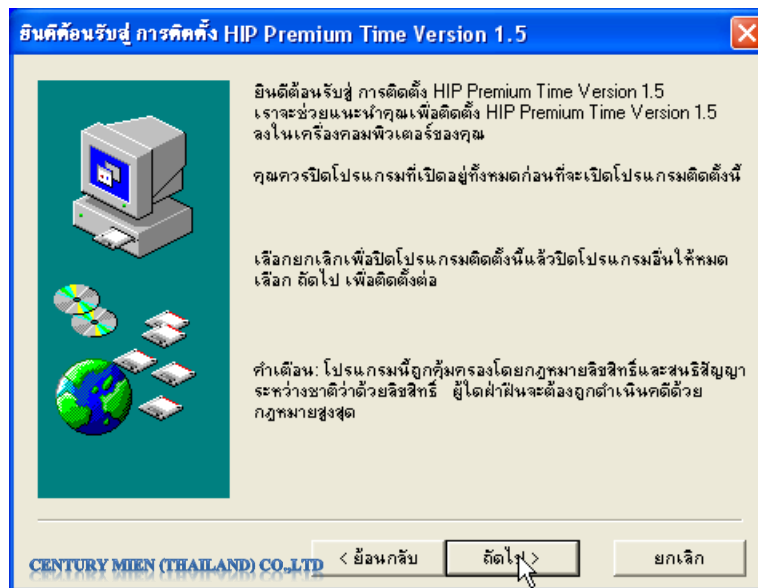 ยินดีต้อนรับสู่ การติดตั้ง HIP Premium Time Version 1.5
ยินดีต้อนรับสู่ การติดตั้ง HIP Premium Time Version 1.5
เราจะช่วยแนะนำคุณเพื่อติดตั้ง HIP Premium Time Version 1.5
ลงในเครื่องคอมพิวเตอร์ของคุณ
คุณควรปิดโปรแกรมที่เปิดอยู่ทั้งหมดก่อนที่จะเปิดโปรแกรมติดตั้งนี้
เลือกยกเลิกเพื่อปิดโปรแกรมติดตั้งนี้แล้วปิดโปรแกรมอื่นให้หมด
เลือก ถัดไป เพื่อติดตั้งต่อ
คำเตือน: โปรแกรมนี้ถูกคุ้มครองโดยกฎหมายลิขสิทธิ์และสนธิสัญญา
ระหว่างชาติว่าด้วยลิขสิทธิ์ ผู้ใดฝ่าฝืนจะต้องถูกดำเนินคดีด้วย
กฎหมายสูงสุด
CENTURY MIEN (THAILAND) CO.,LTD
< ย้อนกลับ ถัดไป > ยกเลิก